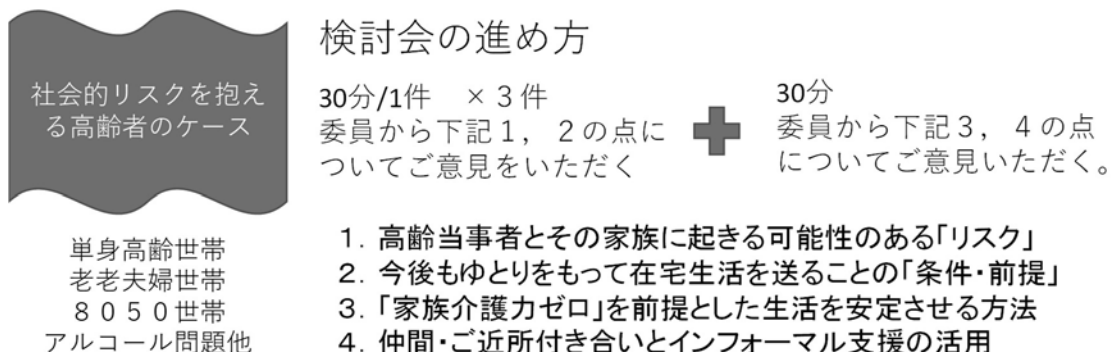 社会的リスクを抱え
る高齢者のケース
単身高齢世帯
老老夫婦世帯
８０５０世帯
アルコール問題他
検討会の進め方
30分/1件　×３件
委員から下記１，２の点に
ついてご意見をいただく
30分
委員から下記３，４の点
についてご意見いただく。
１．高齢当事者とその家族に起きる可能性のある「リスク」
２．今後もゆとりをもって在宅生活を送ることの「条件・前提」
３．「家族介護力ゼロ」を前提とした生活を安定させる方法
４．仲間・ご近所付き合いとインフォーマル支援の活用